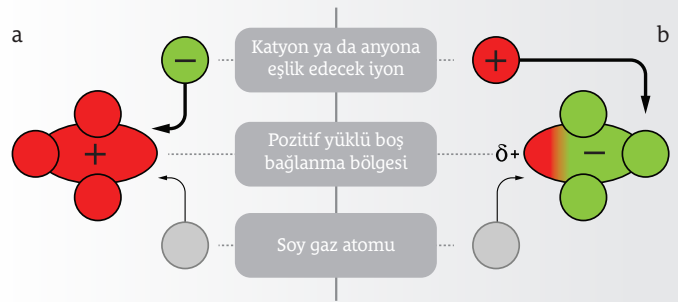 a
b
−
Katyon ya da anyona
eşlik edecek iyon
+
+
Pozitif yüklü boş
bağlanma bölgesi
δ+
−
Soy gaz atomu